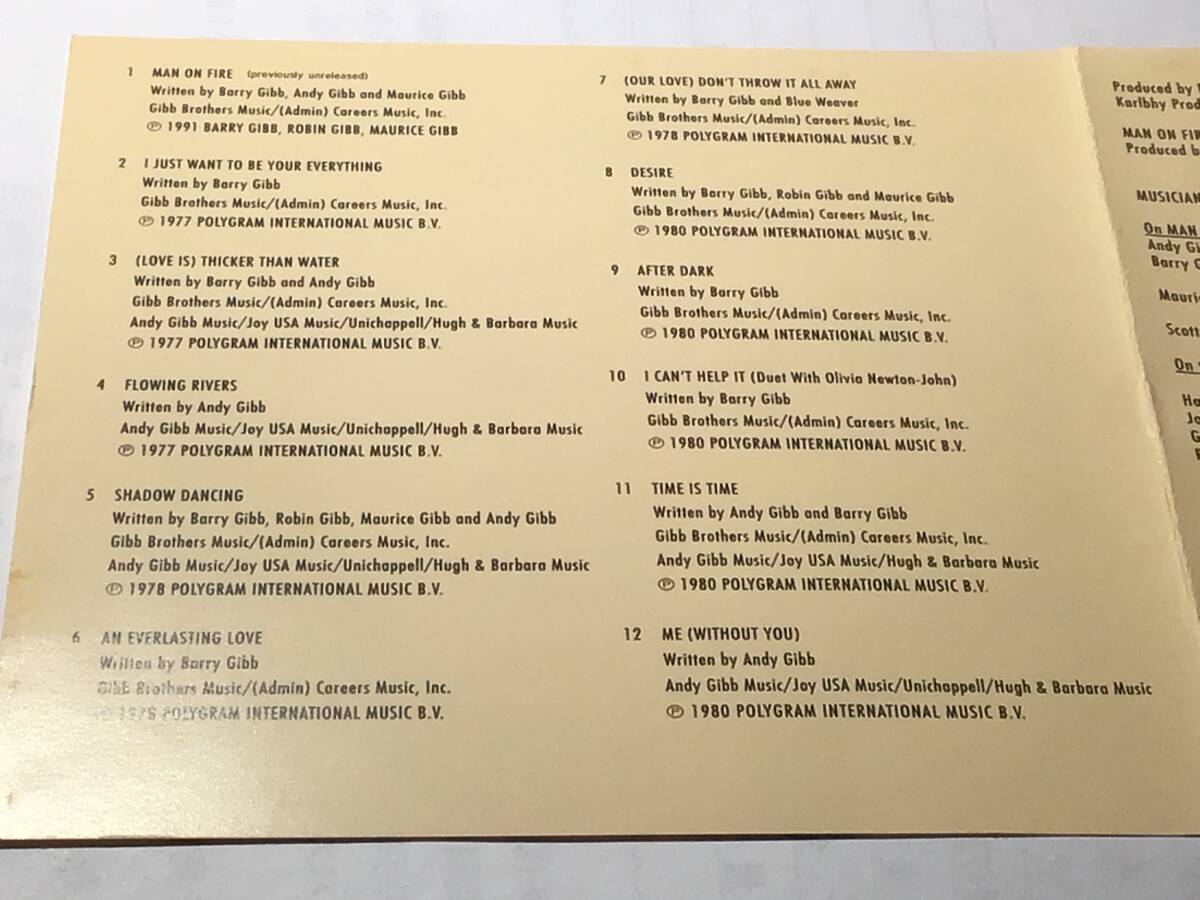 1 MAN ON FIRE (previously unreleased)
Written by Barry Gibb, Andy Gibb and Maurice Gibb
Gibb Brothers Music/(Admin) Careers Music, Inc.
℗ 1991 BARRY GIBB, ROBIN GIBB, MAURICE GIBB
2 I JUST WANT TO BE YOUR EVERYTHING
Written by Barry Gibb
Gibb Brothers Music/(Admin) Careers Music, Inc.
℗ 1977 POLYGRAM INTERNATIONAL MUSIC B.V.
3 (LOVE IS) THICKER THAN WATER
Written by Barry Gibb and Andy Gibb
Gibb Brothers Music/(Admin) Careers Music, Inc.
Andy Gibb Music/Joy USA Music/Unichappell/Hugh & Barbara Music
℗ 1977 POLYGRAM INTERNATIONAL MUSIC B.V.
4 FLOWING RIVERS
Written by Andy Gibb
Andy Gibb Music/Joy USA Music/Unichappell/Hugh & Barbara Music
℗ 1977 POLYGRAM INTERNATIONAL MUSIC B.V.
5 SHADOW DANCING
Written by Barry Gibb, Robin Gibb, Maurice Gibb and Andy Gibb
Gibb Brothers Music/(Admin) Careers Music, Inc.
Andy Gibb Music/Joy USA Music/Unichappell/Hugh & Barbara Music
℗ 1978 POLYGRAM INTERNATIONAL MUSIC B.V.
6 AN EVERLASTING LOVE
Written by Barry Gibb
Gibb Brothers Music/(Admin) Careers Music, Inc.
℗ 1978 POLYGRAM INTERNATIONAL MUSIC B.V.
7 (OUR LOVE) DON'T THROW IT ALL AWAY
Written by Barry Gibb and Blue Weaver
Gibb Brothers Music/(Admin) Careers Music, Inc.
℗ 1978 POLYGRAM INTERNATIONAL MUSIC B.V.
8 DESIRE
Written by Barry Gibb, Robin Gibb and Maurice Gibb
Gibb Brothers Music/(Admin) Careers Music, Inc.
℗ 1980 POLYGRAM INTERNATIONAL MUSIC B.V.
9 AFTER DARK
Written by Barry Gibb
Gibb Brothers Music/(Admin) Careers Music, Inc.
℗ 1980 POLYGRAM INTERNATIONAL MUSIC B.V.
10 I CAN'T HELP IT (Duet With Olivia Newton-John)
Written by Barry Gibb
Gibb Brothers Music/(Admin) Careers Music, Inc.
℗ 1980 POLYGRAM INTERNATIONAL MUSIC B.V.
11 TIME IS TIME
Written by Andy Gibb and Barry Gibb
Gibb Brothers Music/(Admin) Careers Music, Inc.
Andy Gibb Music/Joy USA Music/Hugh & Barbara Music
℗ 1980 POLYGRAM INTERNATIONAL MUSIC B.V.
12 ME (WITHOUT YOU)
Written by Andy Gibb
Andy Gibb Music/Joy USA Music/Unichappell/Hugh & Barbara Music
℗ 1980 POLYGRAM INTERNATIONAL MUSIC B.V.
Produced by
Karlbhy Prod
MAN ON FIR
Produced b
MUSICIAN
On MAN
Andy Gi
Barry G
Mauri
Scott
On
Ha
Jo
G